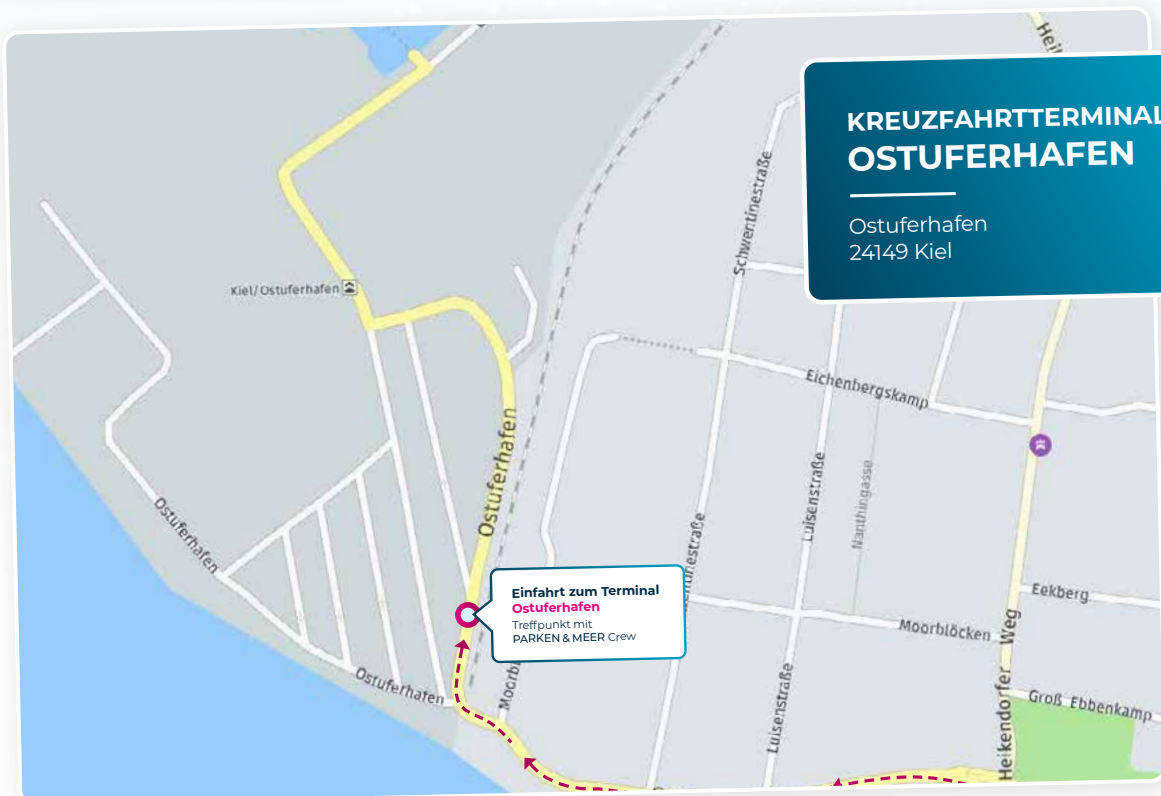 KREUZFAHRTTERMINAL
OSTUFERHAFEN
Ostuferhafen
24149 Kiel
Schwentinestraße
Kiel/Ostuferhafen
Eichenbergskamp
Ostuferhafen
Luisenstraße
Nanthingasse
Ostuferhafen
Einfahrt zum Terminal
Ostuferhafen
Treffpunkt mit
PARKEN & MEER Crew
Eekberg
Moorblöcken
Heikendorfer Weg
Ostuferhafen
Luisenstraße
Groß Ebbenkamp